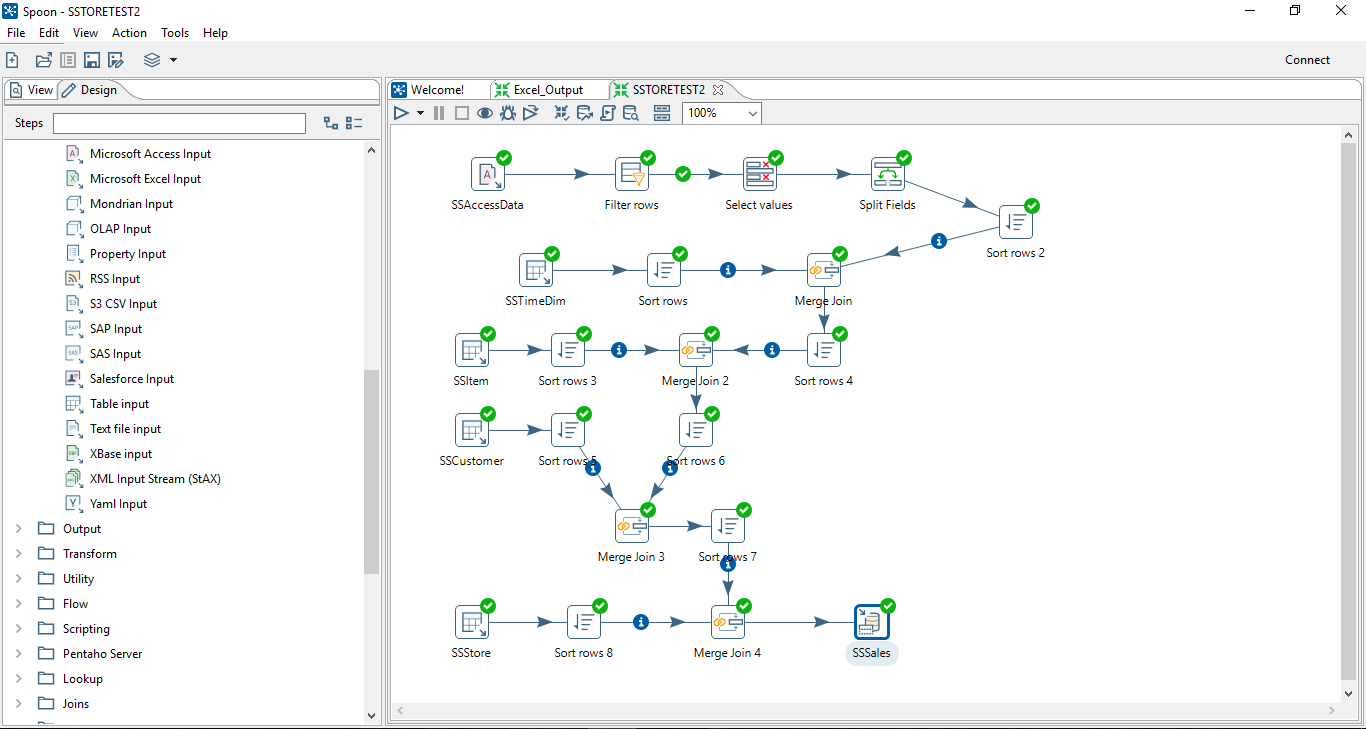 Spoon - SSTORETEST2
File Edit View Action Tools Help
Connect
View Design
Steps
Microsoft Access Input
Microsoft Excel Input
Mondrian Input
OLAP Input
Property Input
RSS Input
S3 CSV Input
SAP Input
SAS Input
Salesforce Input
Table input
Text file input
XBase input
XML Input Stream (StAX)
Yaml Input
Output
Transform
Utility
Flow
Scripting
Pentaho Server
Lookup
Joins
Welcome! Excel_Output SSTORETEST2
100%
SSAccessData Filter rows Select values Split Fields
Sort rows 2
SSTimeDim Sort rows Merge Join
SSItem Sort rows 3 Merge Join 2 Sort rows 4
SSCustomer Sort rows 5 Sort rows 6
Merge Join 3 Sort rows 7
SSStore Sort rows 8 Merge Join 4 SSSales